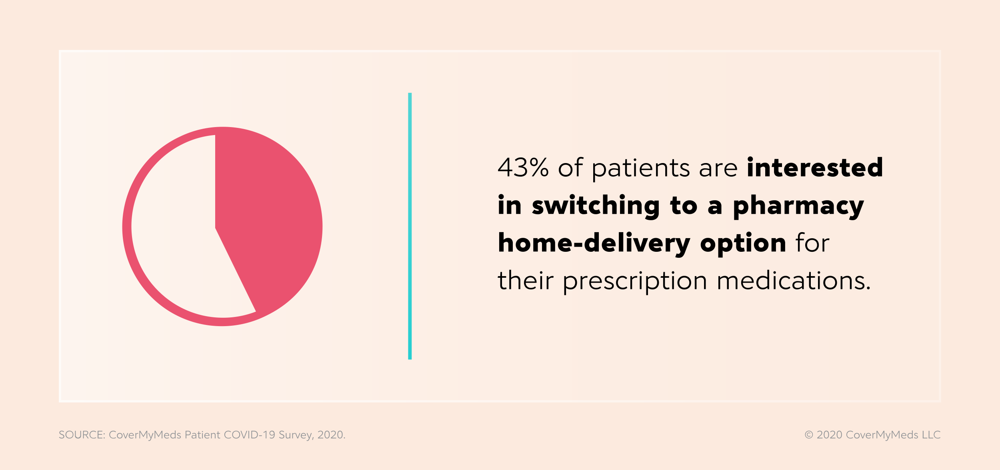 43% of patients are interested
in switching to a pharmacy
home-delivery option for
their prescription medications.
SOURCE: CoverMyMeds Patient COVID-19 Survey, 2020.
©2020 CoverMyMeds LLC